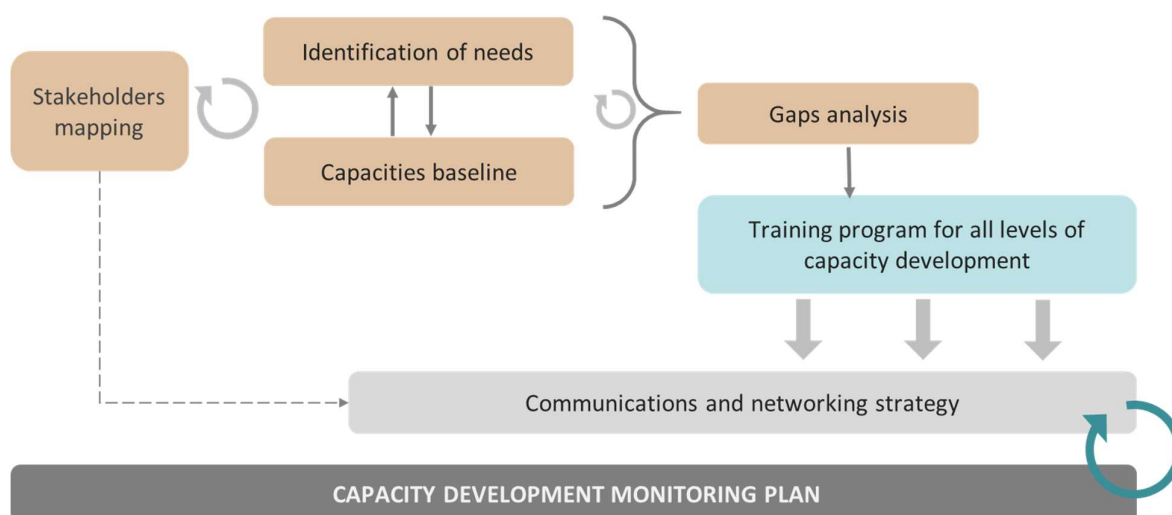 Stakeholders
mapping
Identification of needs
Capacities baseline
Gaps analysis
Training program for all levels of
capacity development
Communications and networking strategy
CAPACITY DEVELOPMENT MONITORING PLAN